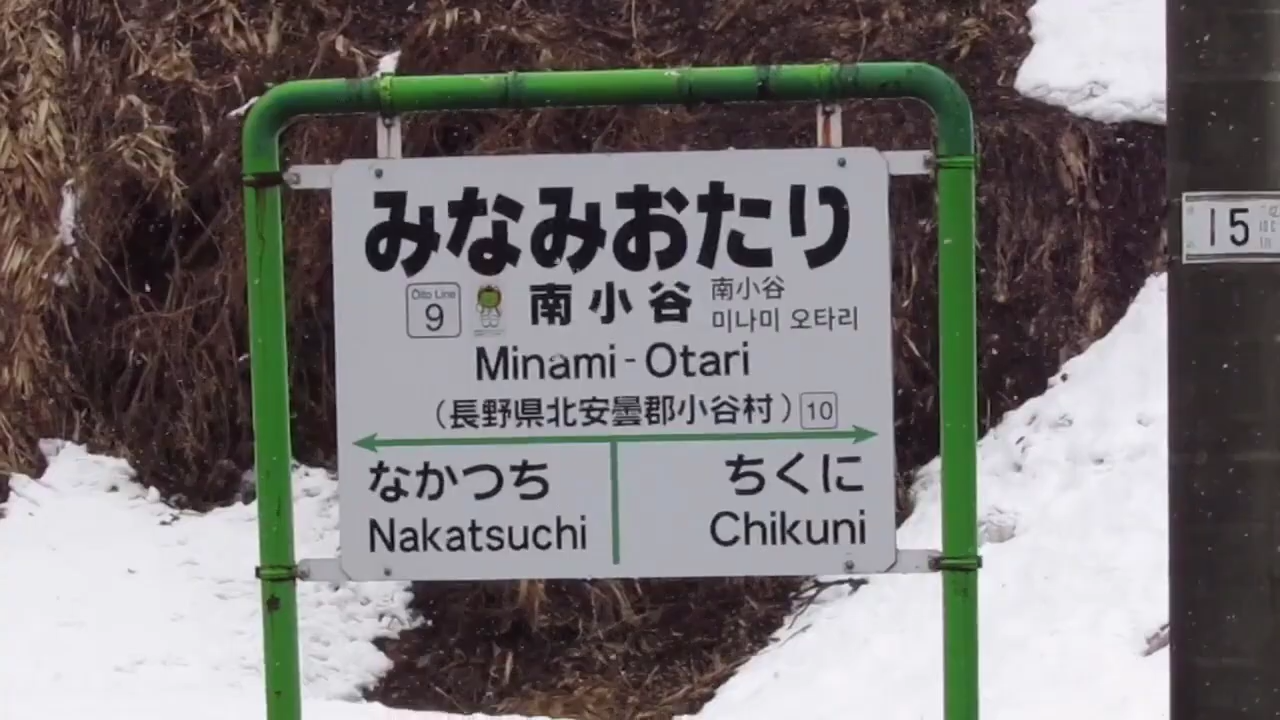 みなみおたり
Oito Line
9
南小谷
南小谷
미나미 오타리
Minami-Otari
（長野県北安曇郡小谷村）10
なかつち
ちくに
Nakatsuchi
Chikuni
15